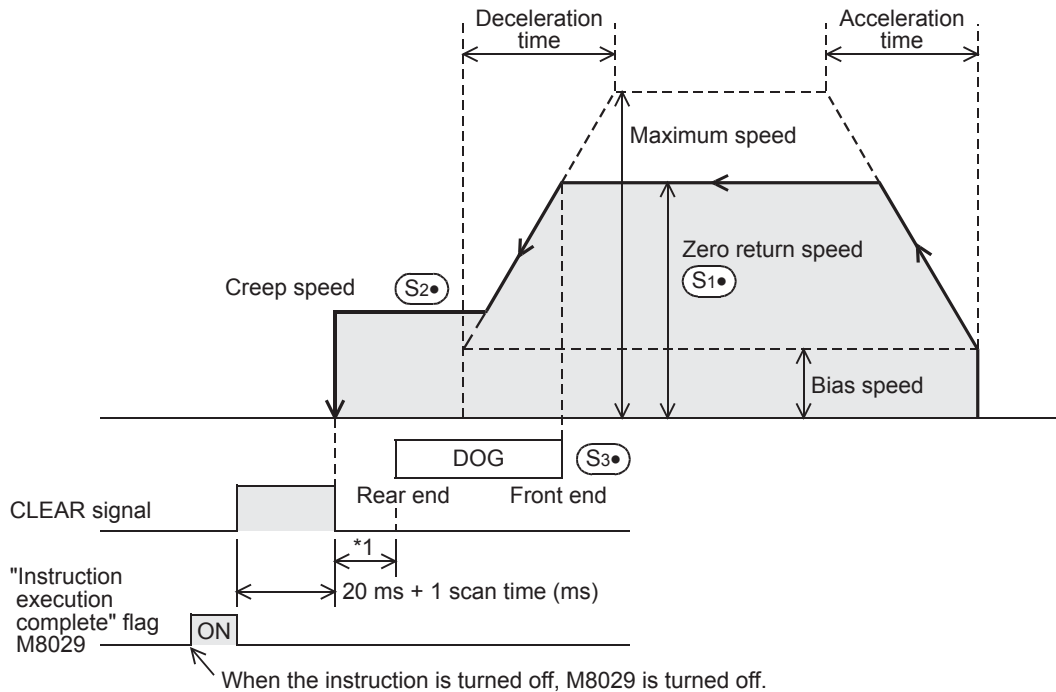 Deceleration
time
Acceleration
time
Maximum speed
Zero return speed
S1•
Creep speed
S2•
Bias speed
DOG
S3•
Rear end
Front end
CLEAR signal
*1
20 ms + 1 scan time (ms)
"Instruction
execution
complete" flag
M8029
ON
When the instruction is turned off, M8029 is turned off.